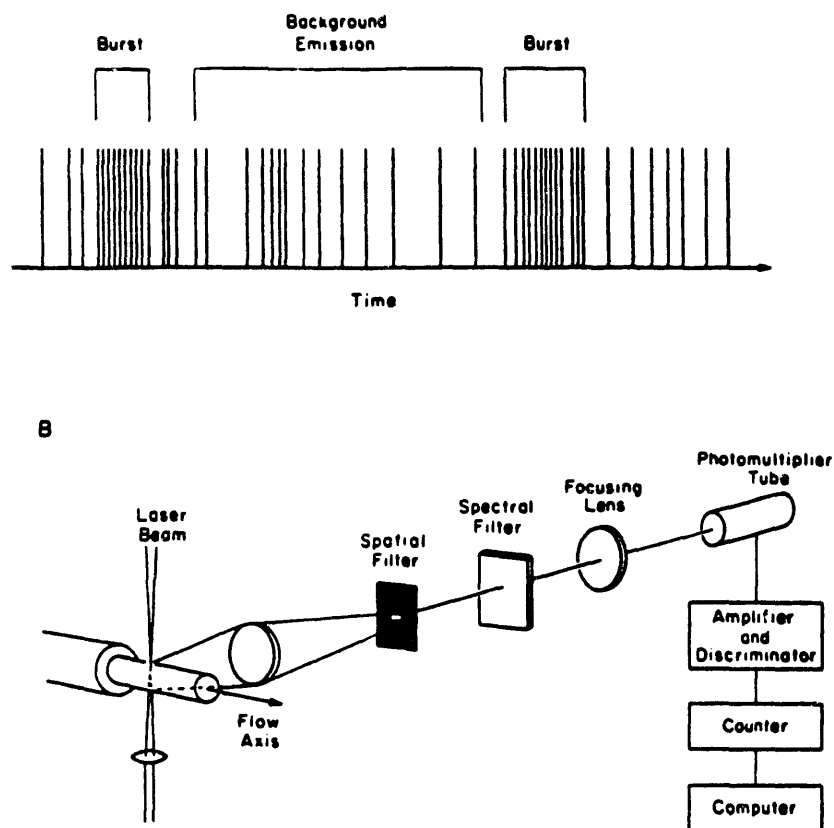 Background
Emission
Burst
Burst
Time
B
Photomultiplier
Tube
Focusing
Lens
Spectral
Filter
Laser
Beam
Spatial
Filter
Amplifier
and
Discriminator
Flow
Axis
Counter
Computer